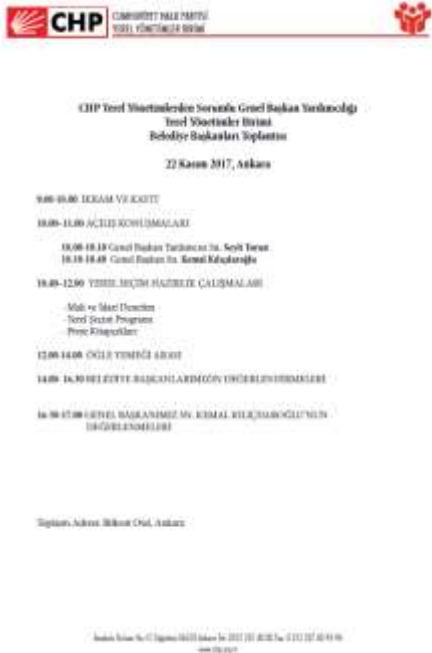 CHP
CUMHURİYET HALK PARTİSİ
YEREL YÖNETİMLER BİRİMİ
CHP Yerel Yönetimlerden Sorumlu Genel Başkan Yardımcılığı
Yerel Yönetimler Birimi
Belediye Başkanları Toplantısı
22 Kasım 2017, Ankara
9.00-10.00 İKRAM VE KAYIT
10.00-11.00 AÇILIŞ KONUŞMALARI
10.00-10.10 Genel Başkan Yardımcısı Sn. Seyit Torun
10.10-10.40 Genel Başkan Sn. Kemal Kılıçdaroğlu
10.40-12.00 YEREL SEÇİM HAZIRLIK ÇALIŞMALARI
- Mali ve İdari Denetim
- Yerel Seçim Programı
- Proje Kitapçıkları
12.00-14.00 ÖĞLE YEMEĞİ ARASI
14.00-16.30 BELEDİYE BAŞKANLARIMIZIN DEĞERLENDİRMELERİ
16:30-17.00 GENEL BAŞKANIMIZ SN. KEMAL KILIÇDAROĞLU'NUN
DEĞERLENMELERİ
Toplantı Adresi: Bilkent Otel, Ankara
www.chp.org.tr